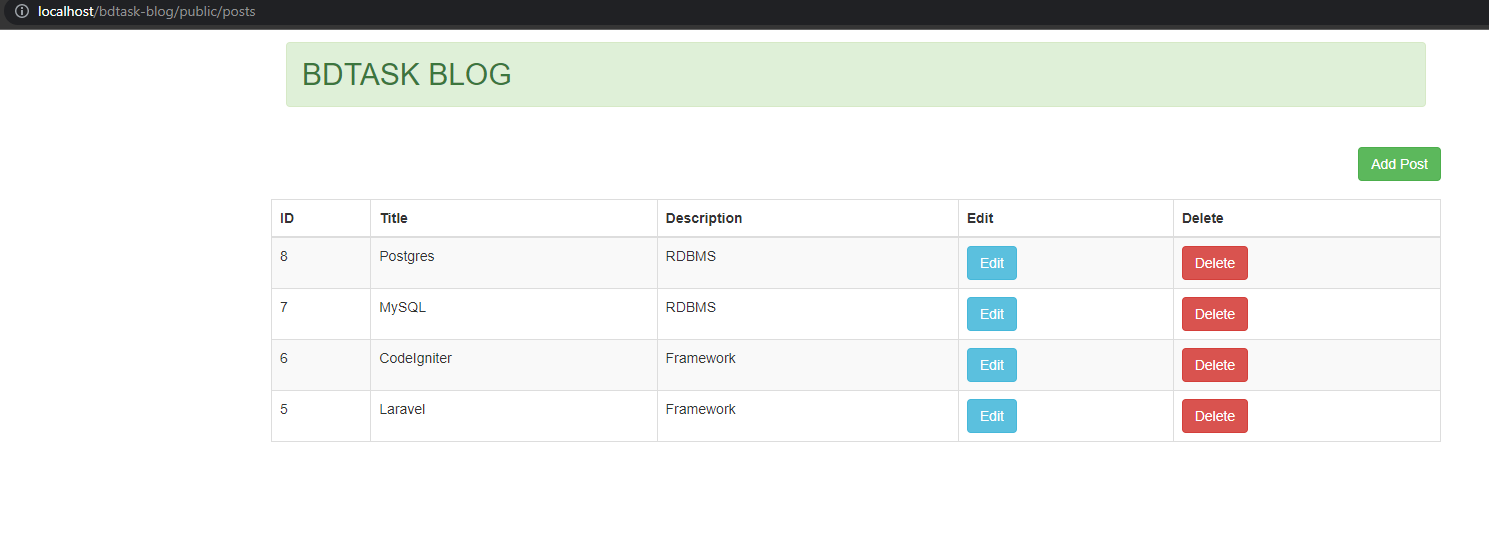 localhost/bdtask-blog/public/posts
BDTASK BLOG
Add Post
ID Title Description Edit Delete
8 Postgres RDBMS Edit Delete
7 MySQL RDBMS Edit Delete
6 CodeIgniter Framework Edit Delete
5 Laravel Framework Edit Delete